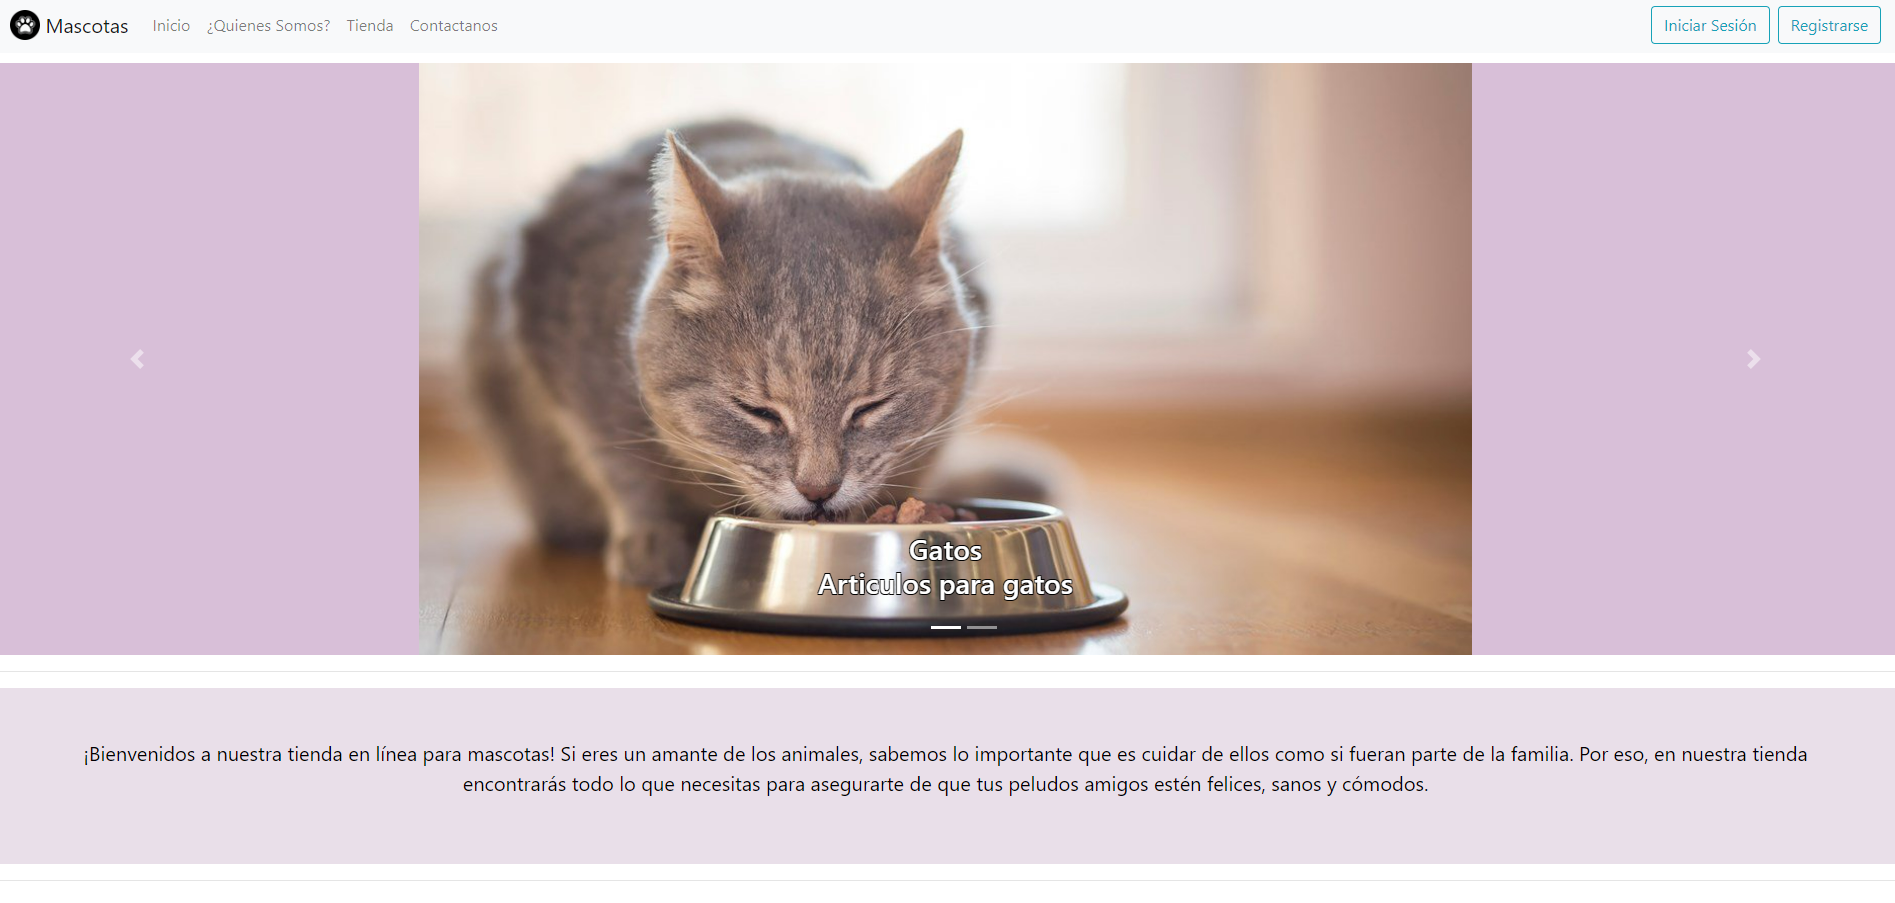 Mascotas
Inicio
¿Quienes Somos?
Tienda
Contactanos
Iniciar Sesión
Registrarse
Gatos
Articulos para gatos
¡Bienvenidos a nuestra tienda en línea para mascotas! Si eres un amante de los animales, sabemos lo importante que es cuidar de ellos como si fueran parte de la familia. Por eso, en nuestra tienda
encontrarás todo lo que necesitas para asegurarte de que tus peludos amigos estén felices, sanos y cómodos.